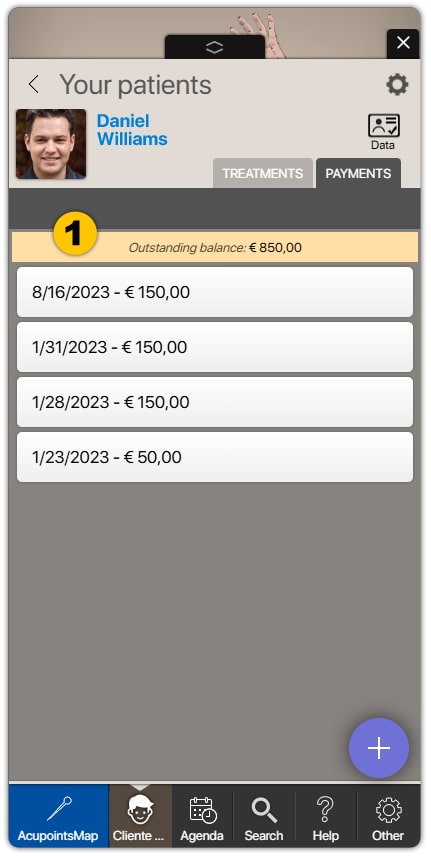 Your patients
Daniel
Williams
Data
TREATMENTS
PAYMENTS
1
Outstanding balance: € 850,00
8/16/2023 - € 150,00
1/31/2023 - € 150,00
1/28/2023 - € 150,00
1/23/2023 - € 50,00
AcupointsMap
Cliente ...
Agenda
Search
Help
Other